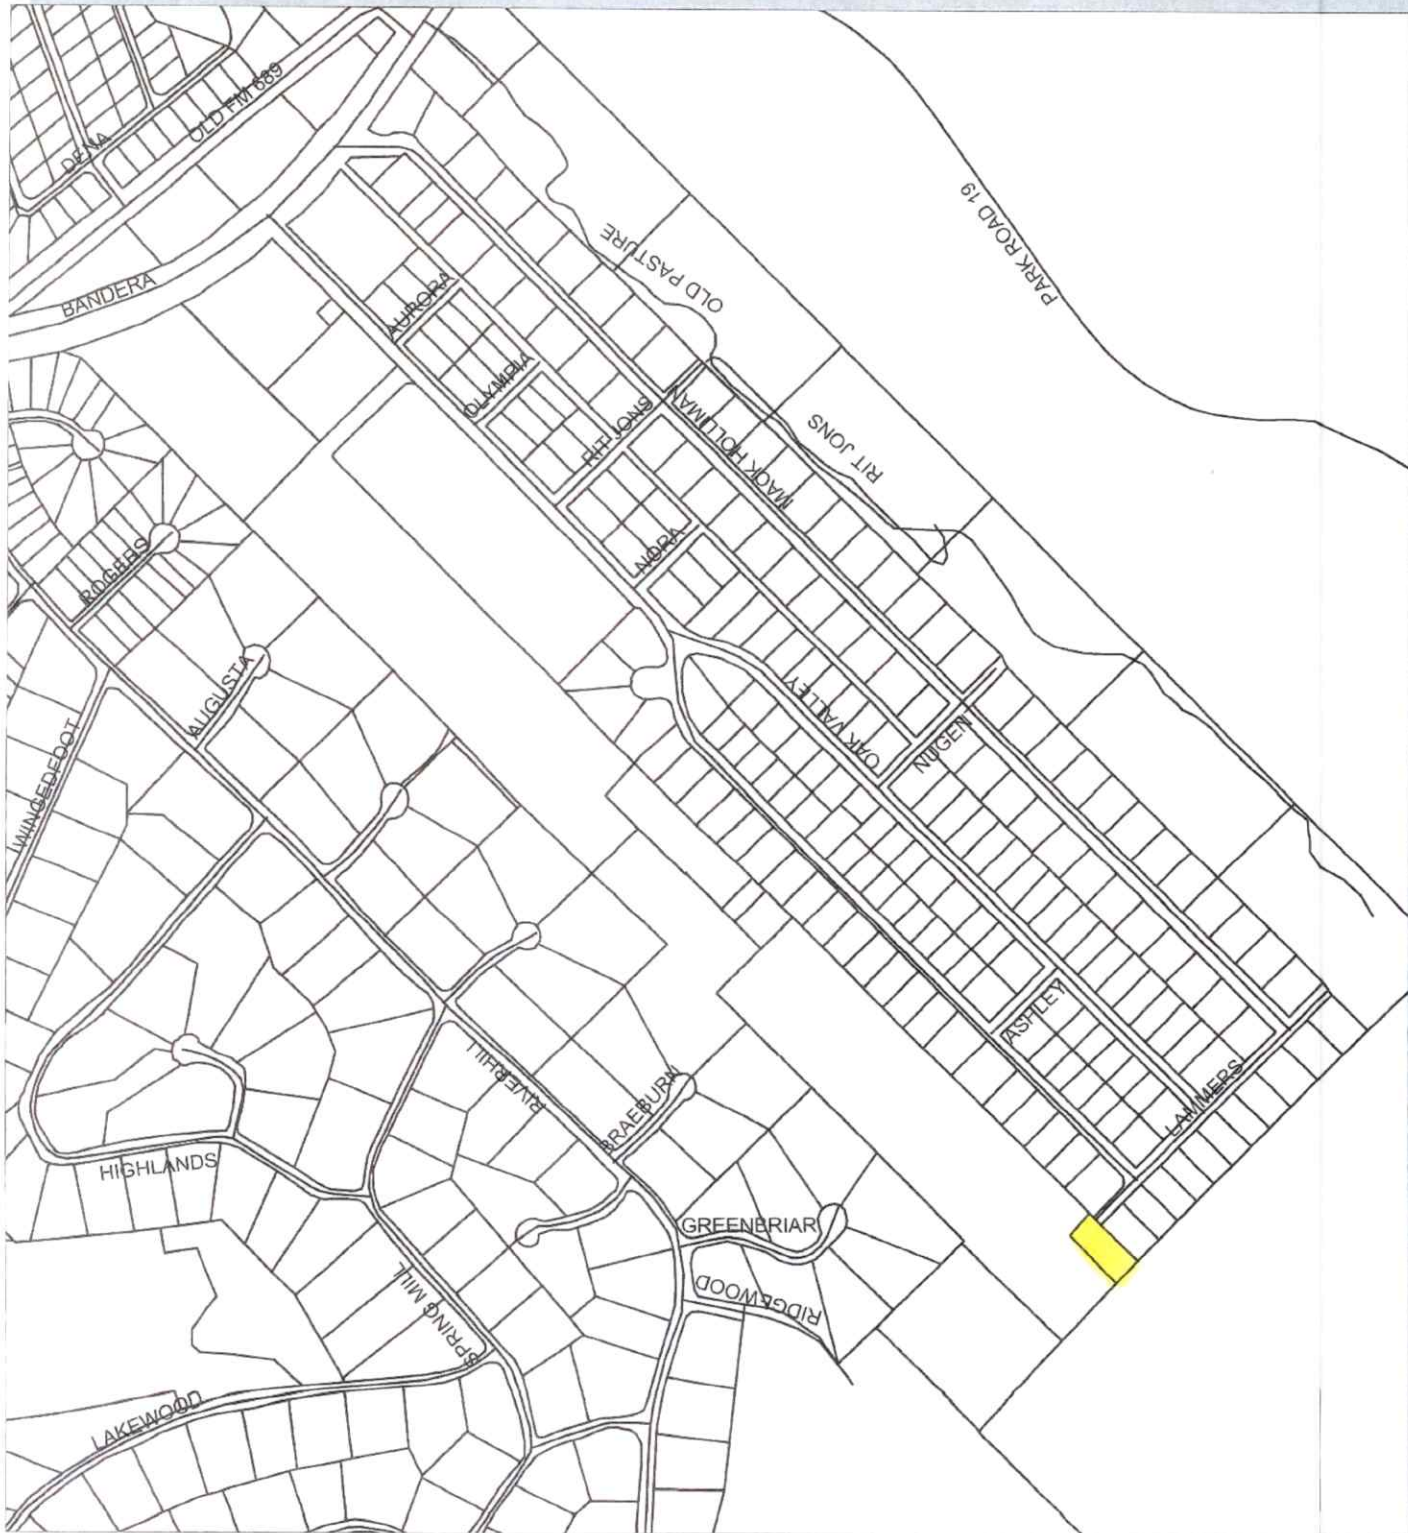 OLD FM 689
DENA
PARK ROAD 19
OLD PASTURE
BANDERA
AURORA
OLYMPIA
RIT JONS
MACK HOLLIMAN
RIT JONS
NORA
ROGERS
AUGUSTA
OAK VALLEY
NUGEN
WINGEDFOOT
ASHLEY
RIVERHILL
BRAEBURN
LAMMERS
HIGHLANDS
GREENBRIAR
RIDGEWOOD
SPRING MILL
LAKEWOOD